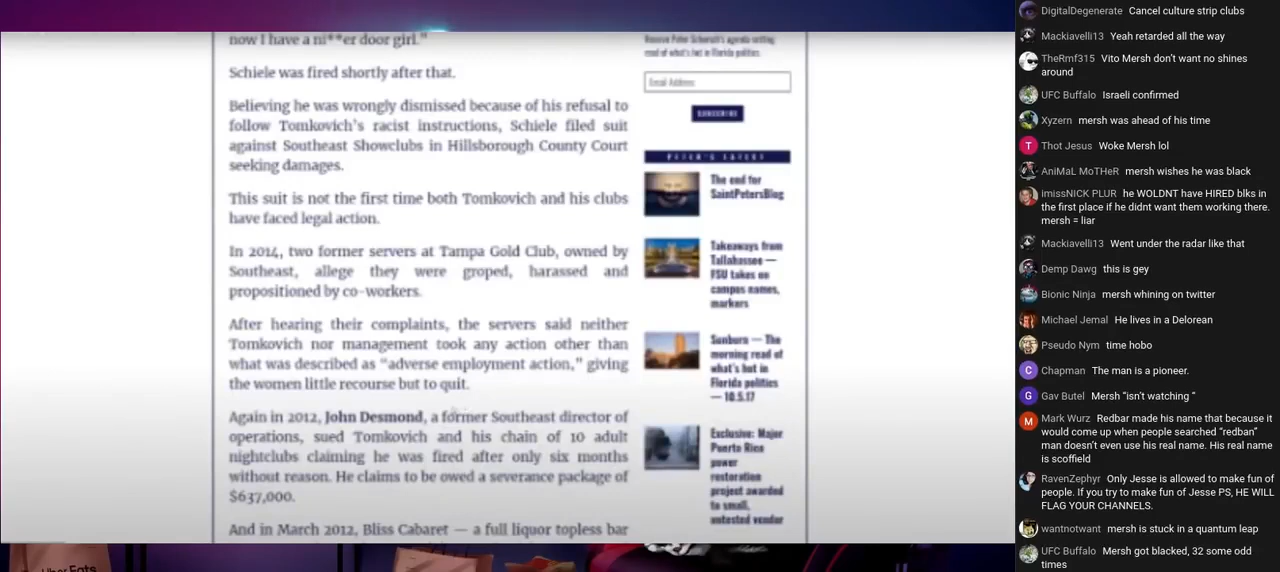 now I have a ni**er door girl."
Schiele was fired shortly after that.
Believing he was wrongly dismissed because of his refusal to
follow Tomkovich's racist instructions, Schiele filed suit
against Southeast Showclubs in Hillsborough County Court
seeking damages.
This suit is not the first time both Tomkovich and his clubs
have faced legal action.
In 2014, two former servers at Tampa Gold Club, owned by
Southeast, allege they were groped, harassed and
propositioned by co-workers.
After hearing their complaints, the servers said neither
Tomkovich nor management took any action other than
what was described as "adverse employment action," giving
the women little recourse but to quit.
Again in 2012, John Desmond, a former Southeast director of
operations, sued Tomkovich and his chain of 10 adult
nightclubs claiming he was fired after only six months
without reason. He claims to be owed a severance package of
$637,000.
And in March 2012, Bliss Cabaret — a full liquor topless bar
read of what's hot in Florida politics.
Email Address
SUBSCRIBE
PETER'S LATEST
The end for
SaintPetersBlog
Takeaways from
Tallahassee —
FSU takes on
campus names,
markers
Sunburn — The
morning read of
what's hot in
Florida politics
— 10.5.17
Exclusive: Major
Puerto Rico
power
restoration
project awarded
to small,
untested vendor
Uber Eats
DigitalDegenerate Cancel culture strip clubs
Mackiavelli13 Yeah retarded all the way
TheRmf315 Vito Mersh don't want no shines
around
UFC Buffalo Israeli confirmed
Xyzern mersh was ahead of his time
T Thot Jesus Woke Mersh lol
AniMaL MoTHeR mersh wishes he was black
imissNICK PLUR he WOLDNT have HIRED blks in
the first place if he didnt want them working there.
mersh = liar
Mackiavelli13 Went under the radar like that
Demp Dawg this is gey
Bionic Ninja mersh whining on twitter
Michael Jemal He lives in a Delorean
Pseudo Nym time hobo
C Chapman The man is a pioneer.
G Gav Butel Mersh "isn't watching "
M Mark Wurz Redbar made his name that because it
would come up when people searched "redban"
man doesn't even use his real name. His real name
is scoffield
RavenZephyr Only Jesse is allowed to make fun of
people. If you try to make fun of Jesse PS, HE WILL
FLAG YOUR CHANNELS.
wantnotwant mersh is stuck in a quantum leap
UFC Buffalo Mersh got blacked, 32 some odd
times